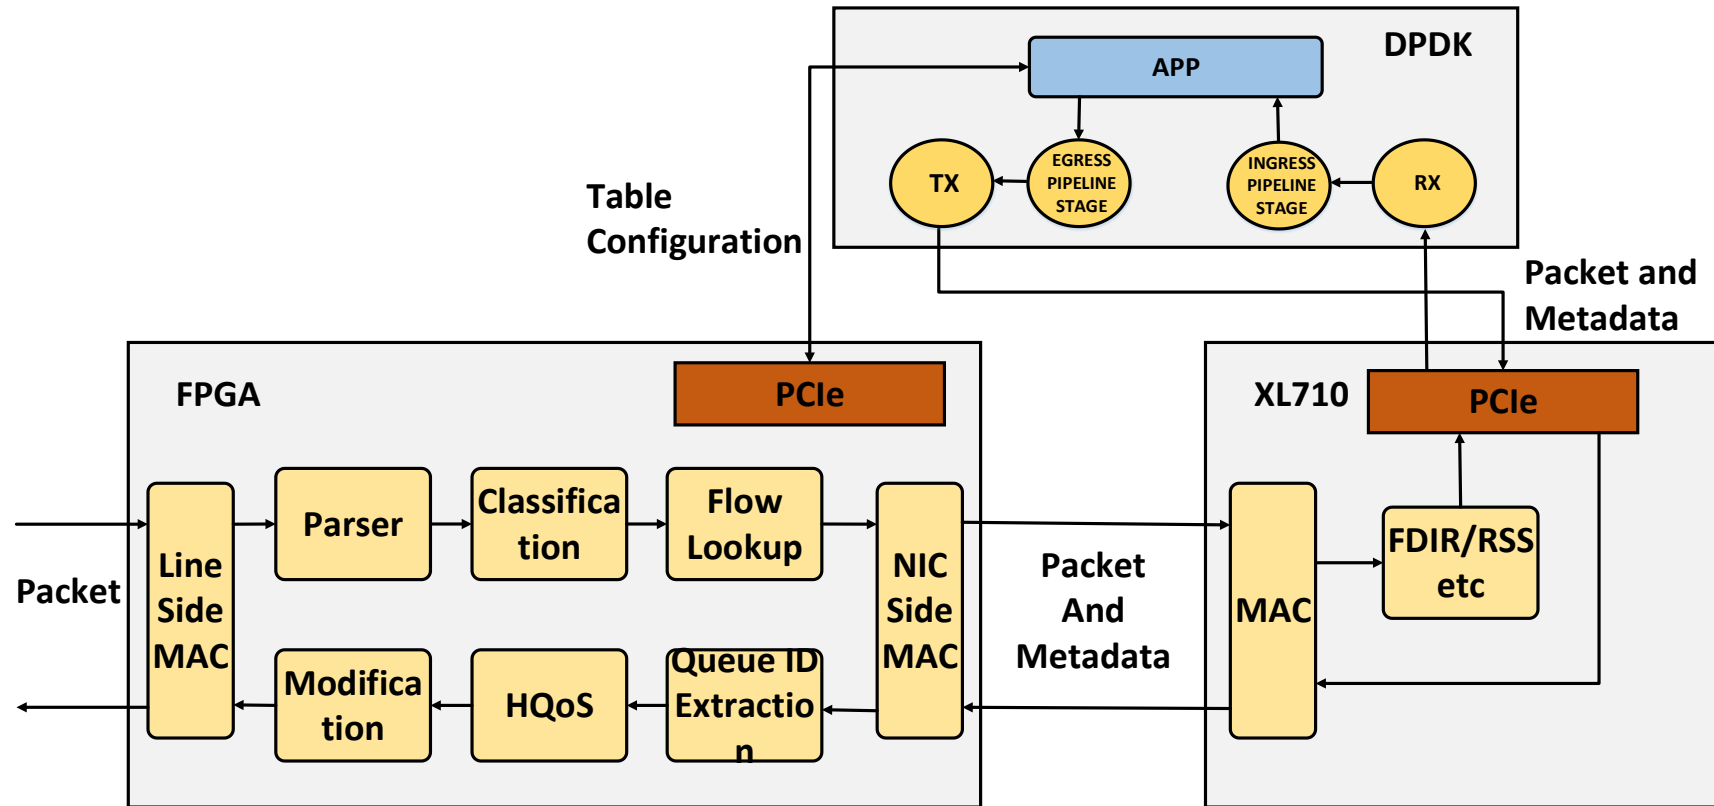 DPDK
APP
TX
EGRESS
PIPELINE
STAGE
INGRESS
PIPELINE
STAGE
RX
Table
Configuration
Packet and
Metadata
FPGA
PCIe
XL710
PCIe
Packet
Line
Side
MAC
Parser
Classifica
tion
Flow
Lookup
NIC
Side
MAC
Packet
And
Metadata
MAC
FDIR/RSS
etc
Modifica
tion
HQoS
Queue ID
Extractio
n